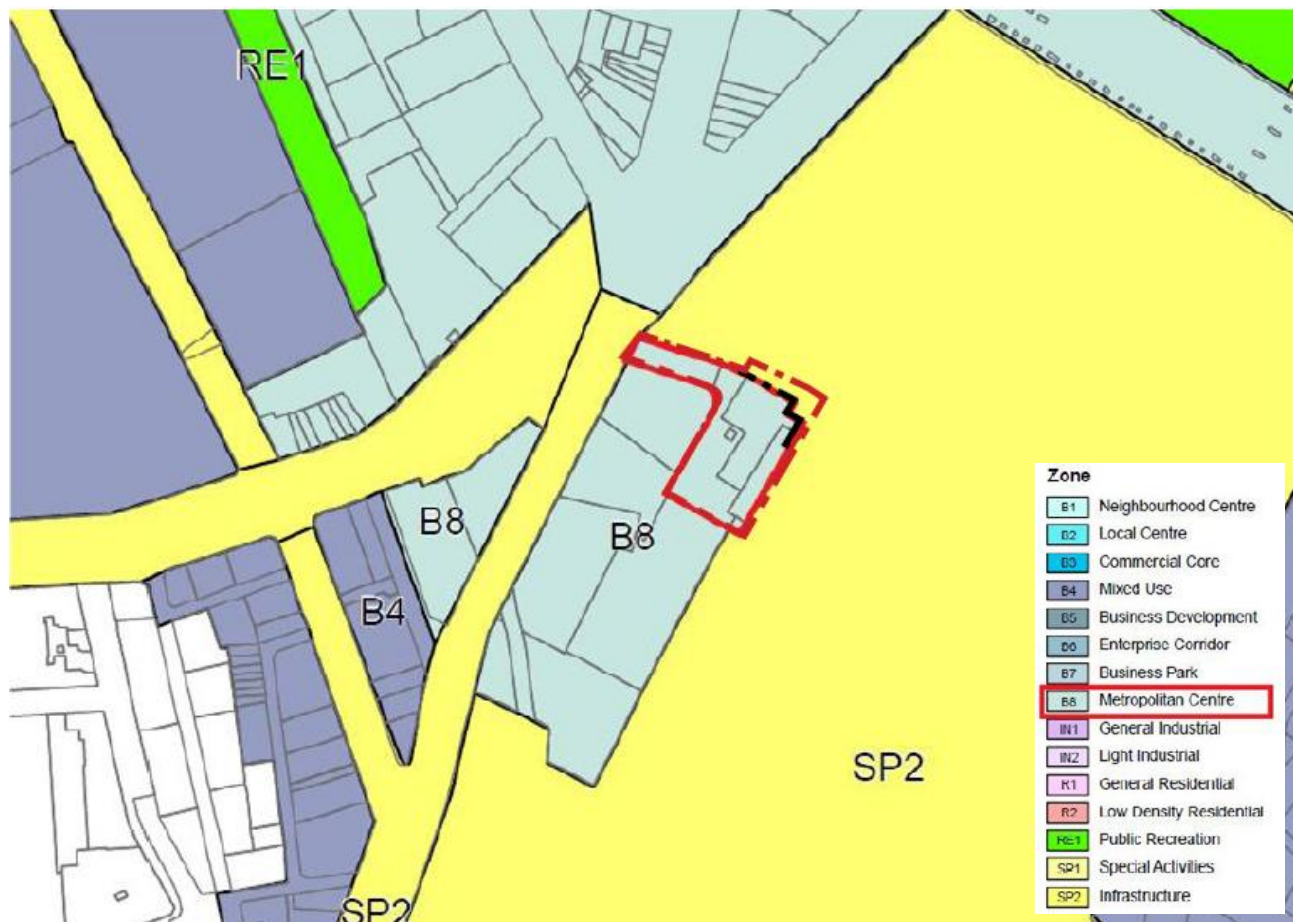 RE1
B8
B8
B4
SP2
SP2
Zone
B1 Neighbourhood Centre
B2 Local Centre
B3 Commercial Core
B4 Mixed Use
B5 Business Development
B6 Enterprise Corridor
B7 Business Park
B8 Metropolitan Centre
IN1 General Industrial
IN2 Light Industrial
R1 General Residential
R2 Low Density Residential
RE1 Public Recreation
SP1 Special Activities
SP2 Infrastructure